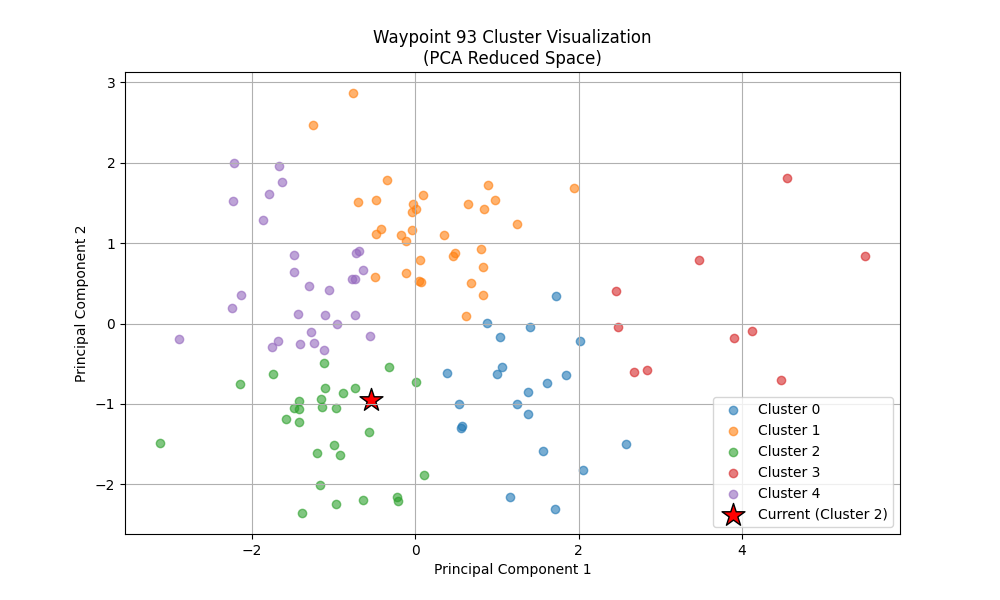 Waypoint 93 Cluster Visualization
(PCA Reduced Space)
Principal Component 2
3
2
1
0
−1
−2
−2
0
2
4
Principal Component 1
Cluster 0
Cluster 1
Cluster 2
Cluster 3
Cluster 4
Current (Cluster 2)